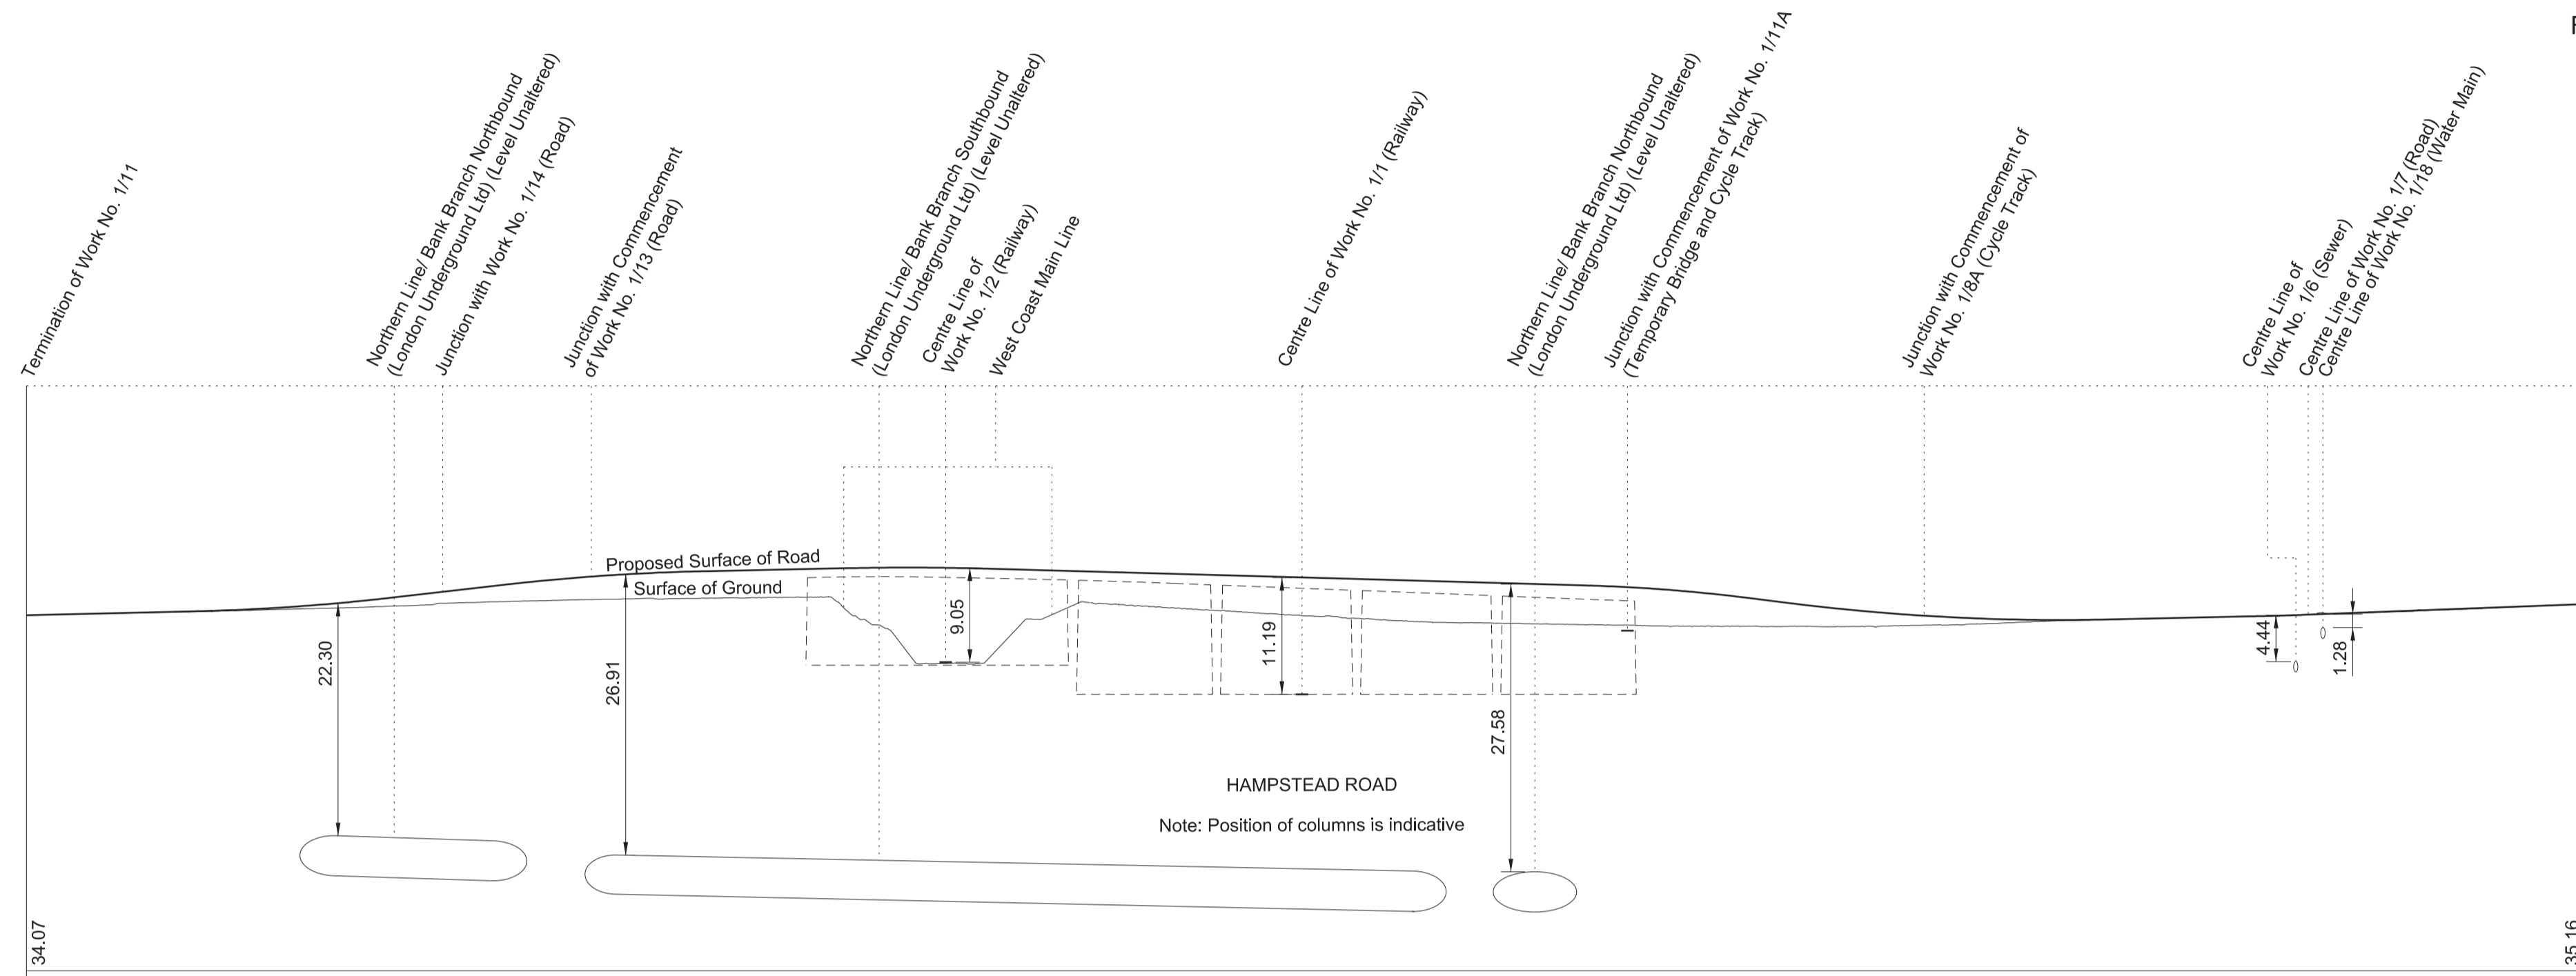 Termination of Work No. 1/11
Northern Line/ Bank Branch Northbound
(London Underground Ltd) (Level Unaltered)
Junction with Work No. 1/14 (Road)
Junction with Commencement
of Work No. 1/13 (Road)
Northern Line/ Bank Branch Southbound
(London Underground Ltd) (Level Unaltered)
Centre Line of
Work No. 1/2 (Railway)
West Coast Main Line
Centre Line of Work No. 1/1 (Railway)
Northern Line/ Bank Branch Northbound
(London Underground Ltd) (Level Unaltered)
Junction with Commencement of Work No. 1/11A
(Temporary Bridge and Cycle Track)
Junction with Commencement of
Work No. 1/8A (Cycle Track)
Centre Line of
Work No. 1/6 (Sewer)
Centre Line of Work No. 1/7 (Road)
Centre Line of Work No. 1/18 (Water Main)
Proposed Surface of Road
Surface of Ground
22.30
26.91
9.05
11.19
27.58
4.44
1.28
HAMPSTEAD ROAD
Note: Position of columns is indicative
34.07
35.16